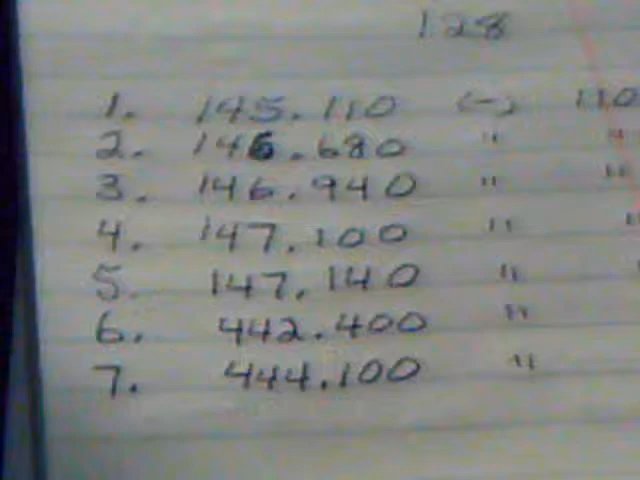 128
1. 145.110 (-) 110
2. 146.680 " "
3. 146.940 " "
4. 147.100 " "
5. 147.140 " "
6. 442.400 "
7. 444.100 "